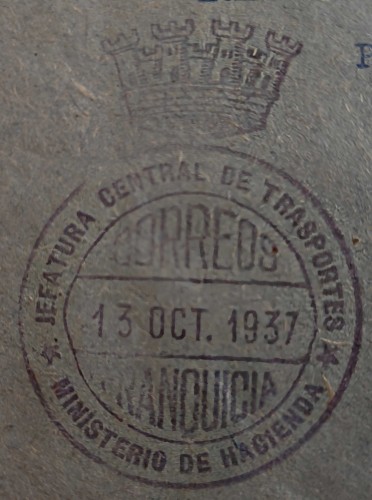 JEFATURA CENTRAL DE TRASPORTES
CORREOS
13 OCT. 1937
FRANQUICIA
MINISTERIO DE HACIENDA